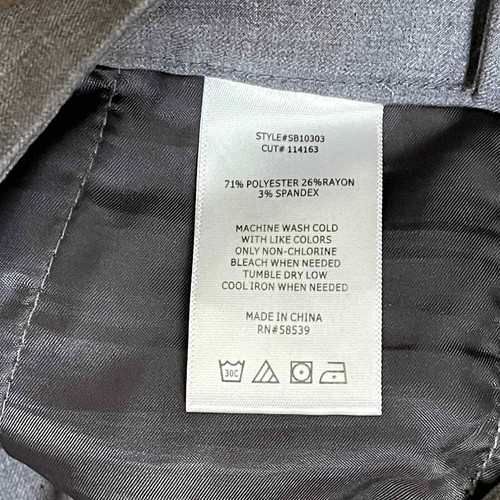 STYLE#SB10303
CUT# 114163
71% POLYESTER 26%RAYON
3% SPANDEX
MACHINE WASH COLD
WITH LIKE COLORS
ONLY NON-CHLORINE
BLEACH WHEN NEEDED
TUMBLE DRY LOW
COOL IRON WHEN NEEDED
MADE IN CHINA
RN#58539
30C